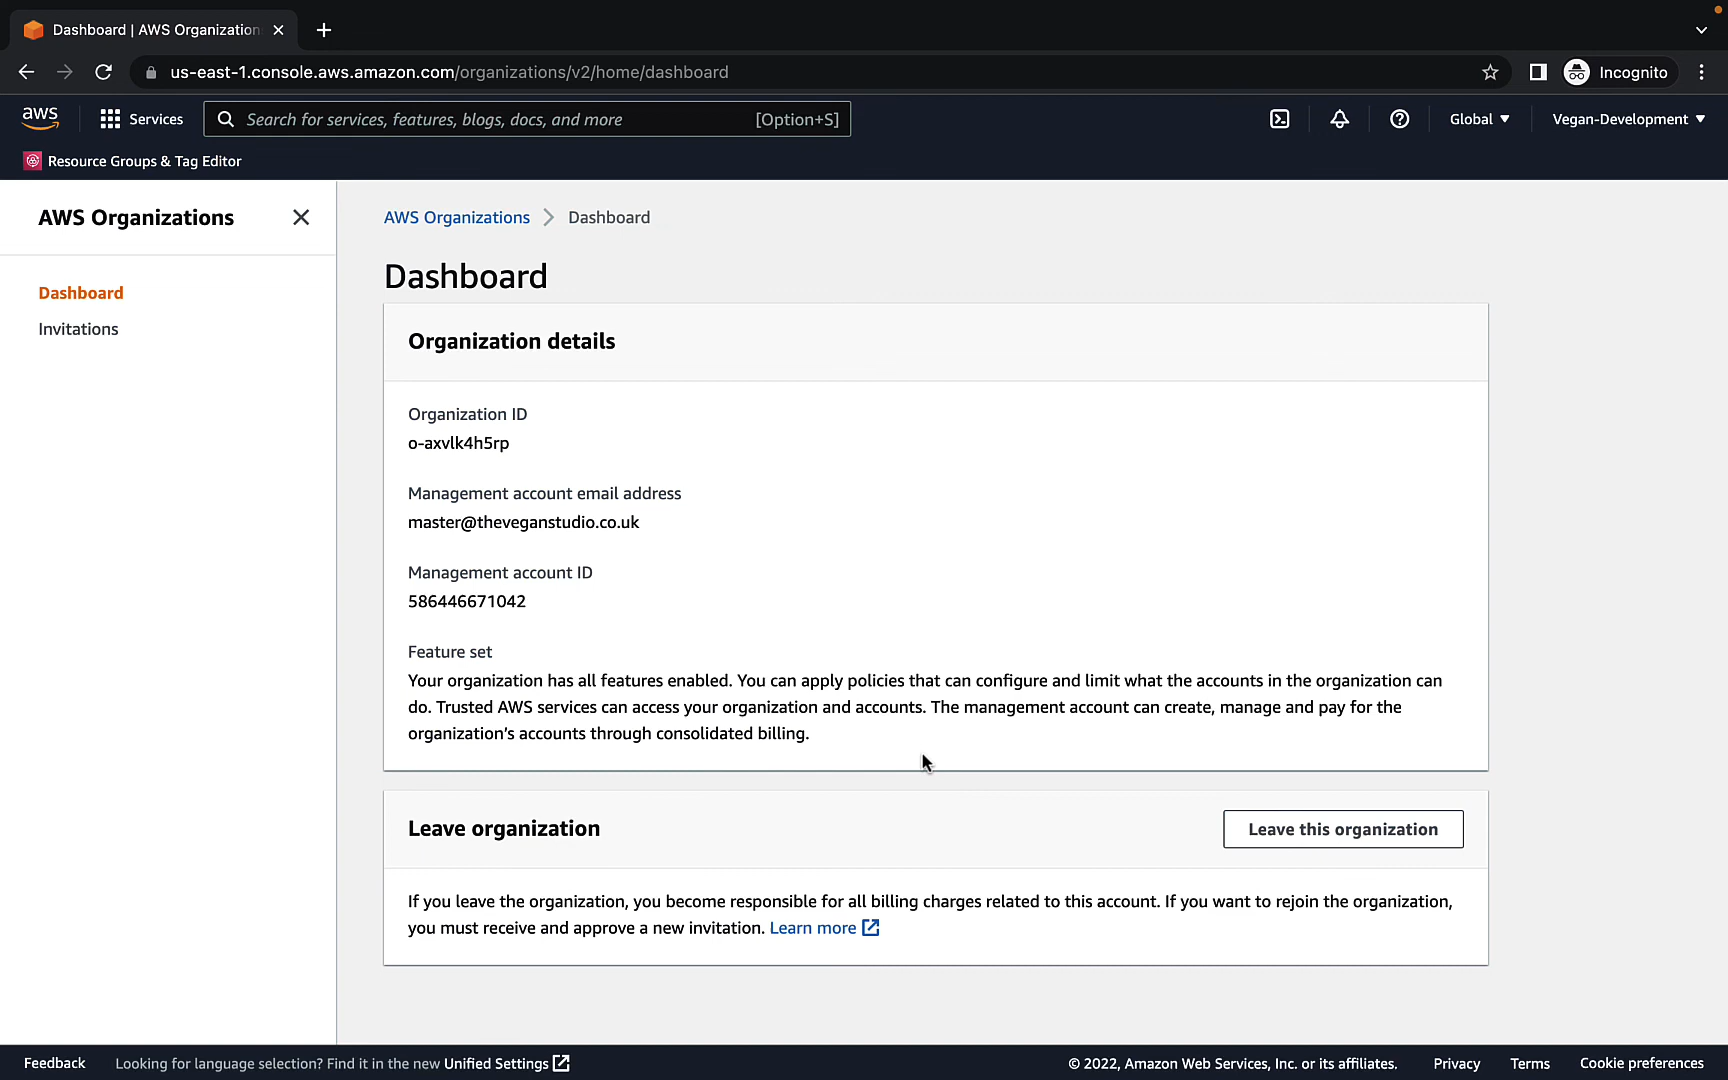 Dashboard | AWS Organization
us-east-1.console.aws.amazon.com/organizations/v2/home/dashboard
Incognito
aws
Services
Search for services, features, blogs, docs, and more
[Option+S]
Global
Vegan-Development
Resource Groups & Tag Editor
AWS Organizations
Dashboard
Invitations
AWS Organizations
Dashboard
Dashboard
Organization details
Organization ID
o-axvlk4h5rp
Management account email address
master@theveganstudio.co.uk
Management account ID
586446671042
Feature set
Your organization has all features enabled. You can apply policies that can configure and limit what the accounts in the organization can
do. Trusted AWS services can access your organization and accounts. The management account can create, manage and pay for the
organization's accounts through consolidated billing.
Leave organization
Leave this organization
If you leave the organization, you become responsible for all billing charges related to this account. If you want to rejoin the organization,
you must receive and approve a new invitation. Learn more
Feedback
Looking for language selection? Find it in the new Unified Settings
© 2022, Amazon Web Services, Inc. or its affiliates.
Privacy
Terms
Cookie preferences